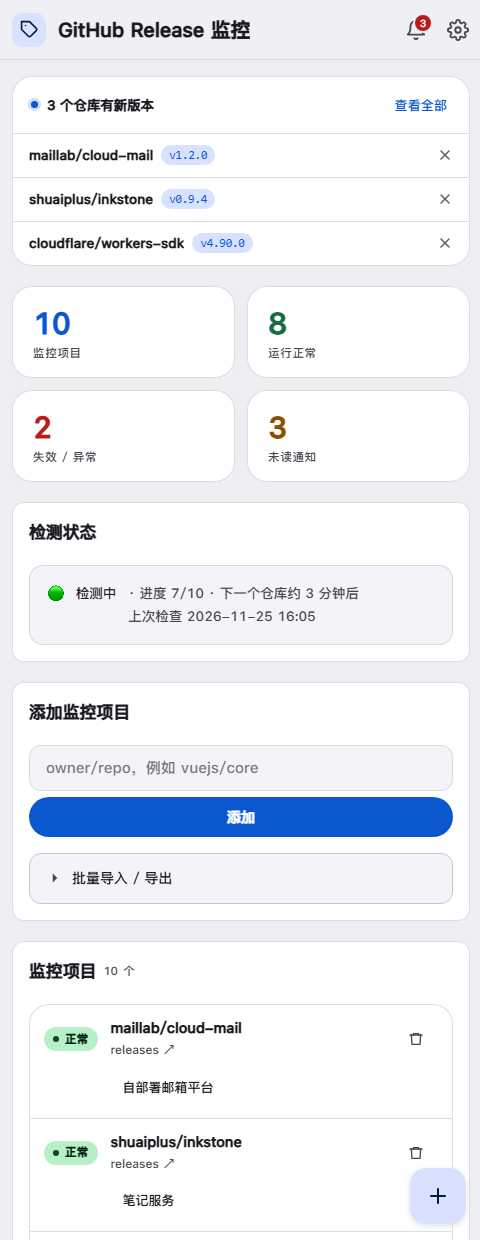 GitHub Release 监控
3
3 个仓库有新版本
查看全部
maillab/cloud-mail v1.2.0
shuaiplus/inkstone v0.9.4
cloudflare/workers-sdk v4.90.0
10
监控项目
8
运行正常
2
失效 / 异常
3
未读通知
检测状态
检测中 · 进度 7/10 · 下一个仓库约 3 分钟后
上次检查 2026-11-25 16:05
添加监控项目
owner/repo，例如 vuejs/core
添加
批量导入 / 导出
监控项目 10 个
正常
maillab/cloud-mail
releases ↗
自部署邮箱平台
正常
shuaiplus/inkstone
releases ↗
笔记服务